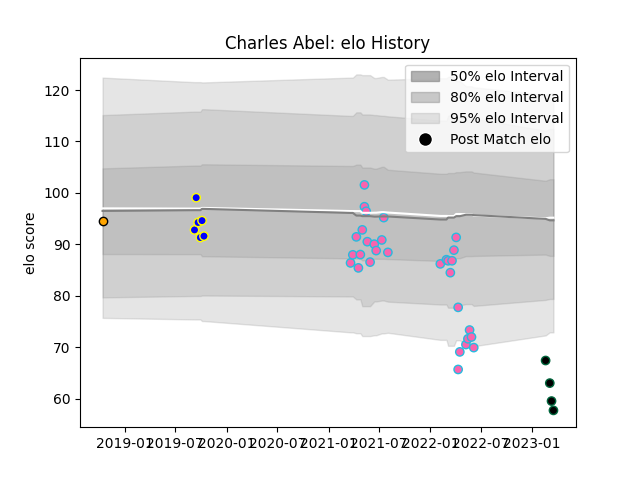 Charles Abel: elo History
50% elo Interval
80% elo Interval
95% elo Interval
Post Match elo
elo score
120
110
100
90
80
70
60
2019-01 2019-07 2020-01 2020-07 2021-01 2021-07 2022-01 2022-07 2023-01